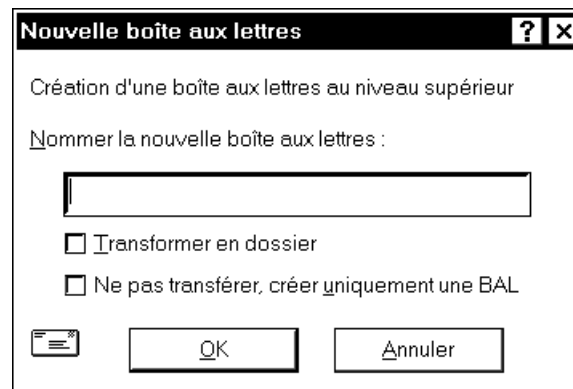 Nouvelle boîte aux lettres
Création d'une boîte aux lettres au niveau supérieur
Nommer la nouvelle boîte aux lettres :
Transformer en dossier
Ne pas transférer, créer uniquement une BAL
OK Annuler